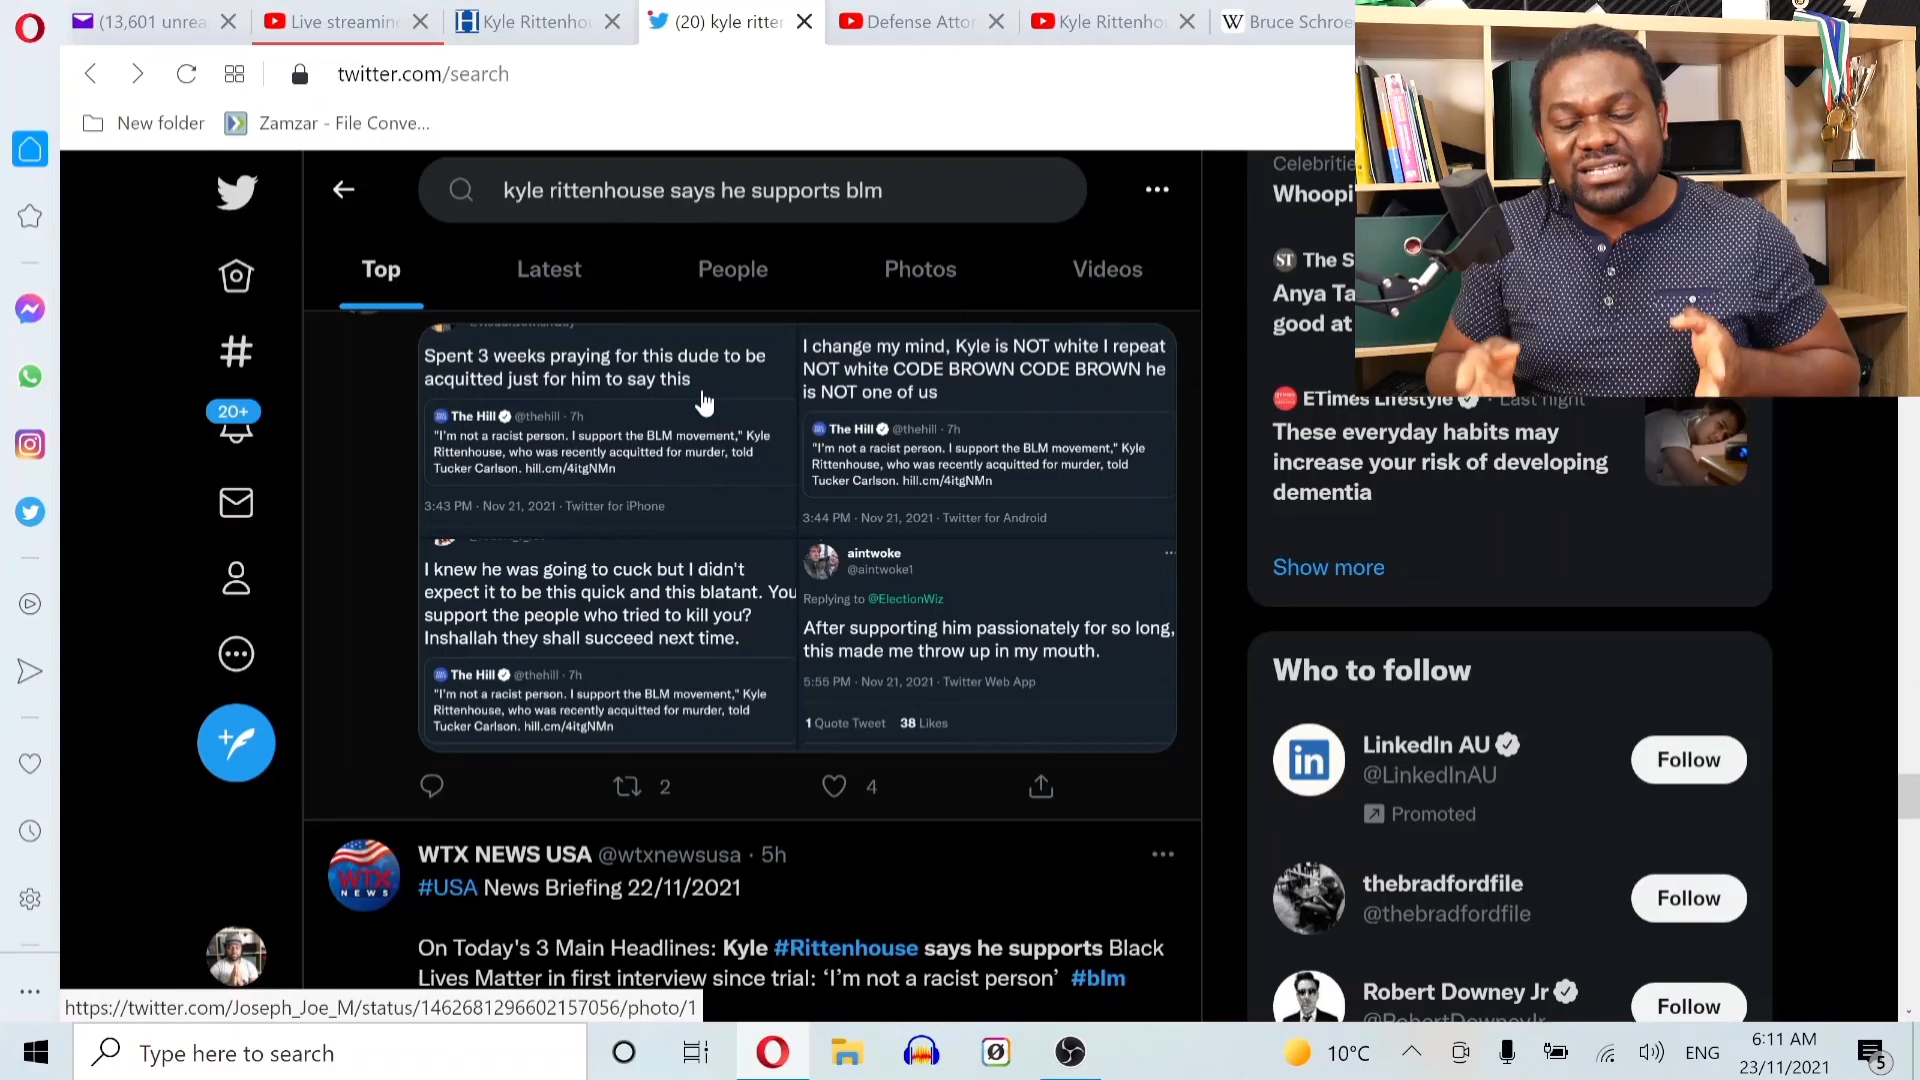 (13,601 unrea
Live streaming
Kyle Rittenhou
(20) kyle ritter
Defense Attor
Kyle Rittenho
W Bruce Schroe
twitter.com/search
New folder
Zamzar - File Conve...
kyle rittenhouse says he supports blm
Top
Latest
People
Photos
Videos
Spent 3 weeks praying for this dude to be
acquitted just for him to say this
The Hill @thehill · 7h
"I'm not a racist person. I support the BLM movement," Kyle
Rittenhouse, who was recently acquitted for murder, told
Tucker Carlson. hill.cm/4itgNMn
3:43 PM · Nov 21, 2021 · Twitter for iPhone
I change my mind, Kyle is NOT white I repeat
NOT white CODE BROWN CODE BROWN he
is NOT one of us
The Hill @thehill · 7h
"I'm not a racist person. I support the BLM movement," Kyle
Rittenhouse, who was recently acquitted for murder, told
Tucker Carlson. hill.cm/4itgNMn
3:44 PM · Nov 21, 2021 · Twitter for Android
I knew he was going to cuck but I didn't
expect it to be this quick and this blatant. You
support the people who tried to kill you?
Inshallah they shall succeed next time.
The Hill @thehill · 7h
"I'm not a racist person. I support the BLM movement," Kyle
Rittenhouse, who was recently acquitted for murder, told
Tucker Carlson. hill.cm/4itgNMn
aintwoke
@aintwoke1
Replying to @ElectionWiz
After supporting him passionately for so long,
this made me throw up in my mouth.
5:55 PM · Nov 21, 2021 · Twitter Web App
1 Quote Tweet 38 Likes
2
4
WTX NEWS USA @wtxnewsusa · 5h
#USA News Briefing 22/11/2021
On Today's 3 Main Headlines: Kyle #Rittenhouse says he supports Black
Lives Matter in first interview since trial: ‘I'm not a racist person’ #blm
20+
Celebritie
Whoopi
ST The S
Anya Ta
good at
ETimes Lifestyle · Last night
These everyday habits may
increase your risk of developing
dementia
Show more
Who to follow
LinkedIn AU
@LinkedInAU
Promoted
Follow
thebradfordfile
@thebradfordfile
Follow
Robert Downey Jr
@RobertDowneyJr
Follow
https://twitter.com/Joseph_Joe_M/status/1462681296602157056/photo/1
Type here to search
10°C
ENG
6:11 AM
23/11/2021
5